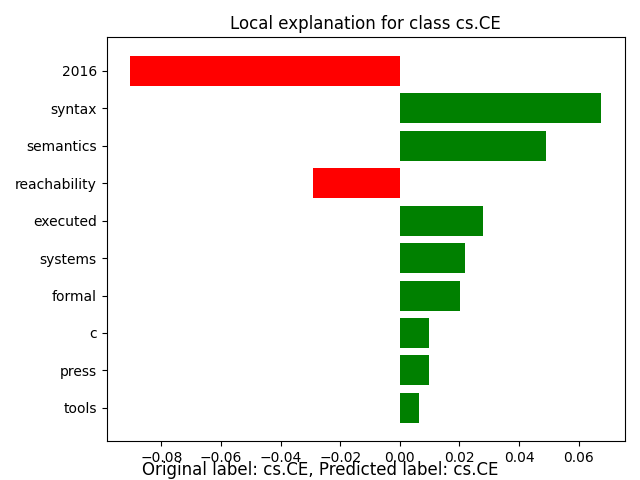 Local explanation for class cs.CE
2016
syntax
semantics
reachability
executed
systems
formal
c
press
tools
−0.08 −0.06 −0.04 −0.02 0.00 0.02 0.04 0.06
Original label: cs.CE, Predicted label: cs.CE